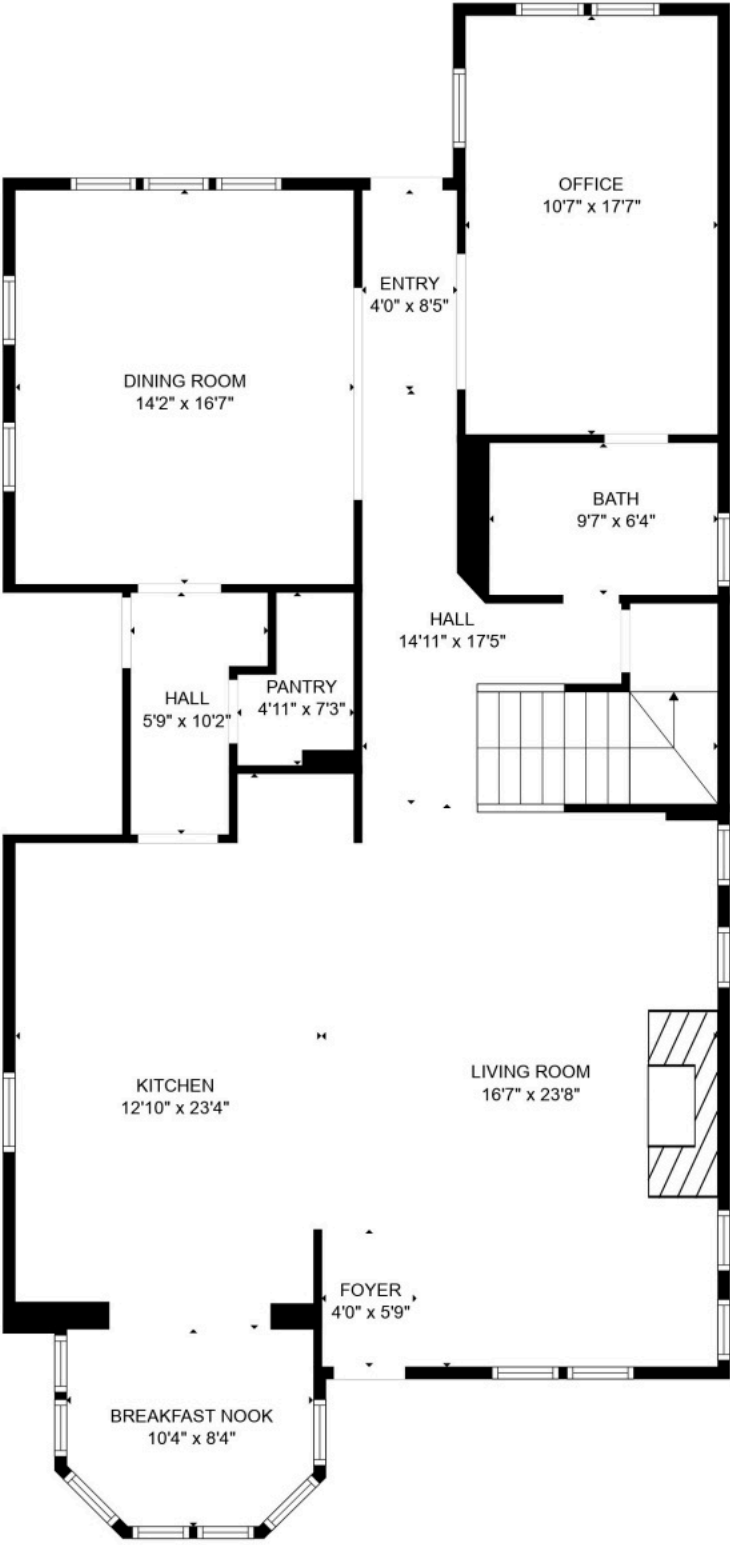 OFFICE
10'7" x 17'7"
ENTRY
4'0" x 8'5"
DINING ROOM
14'2" x 16'7"
BATH
9'7" x 6'4"
HALL
14'11" x 17'5"
HALL
5'9" x 10'2"
PANTRY
4'11" x 7'3"
KITCHEN
12'10" x 23'4"
LIVING ROOM
16'7" x 23'8"
FOYER
4'0" x 5'9"
BREAKFAST NOOK
10'4" x 8'4"